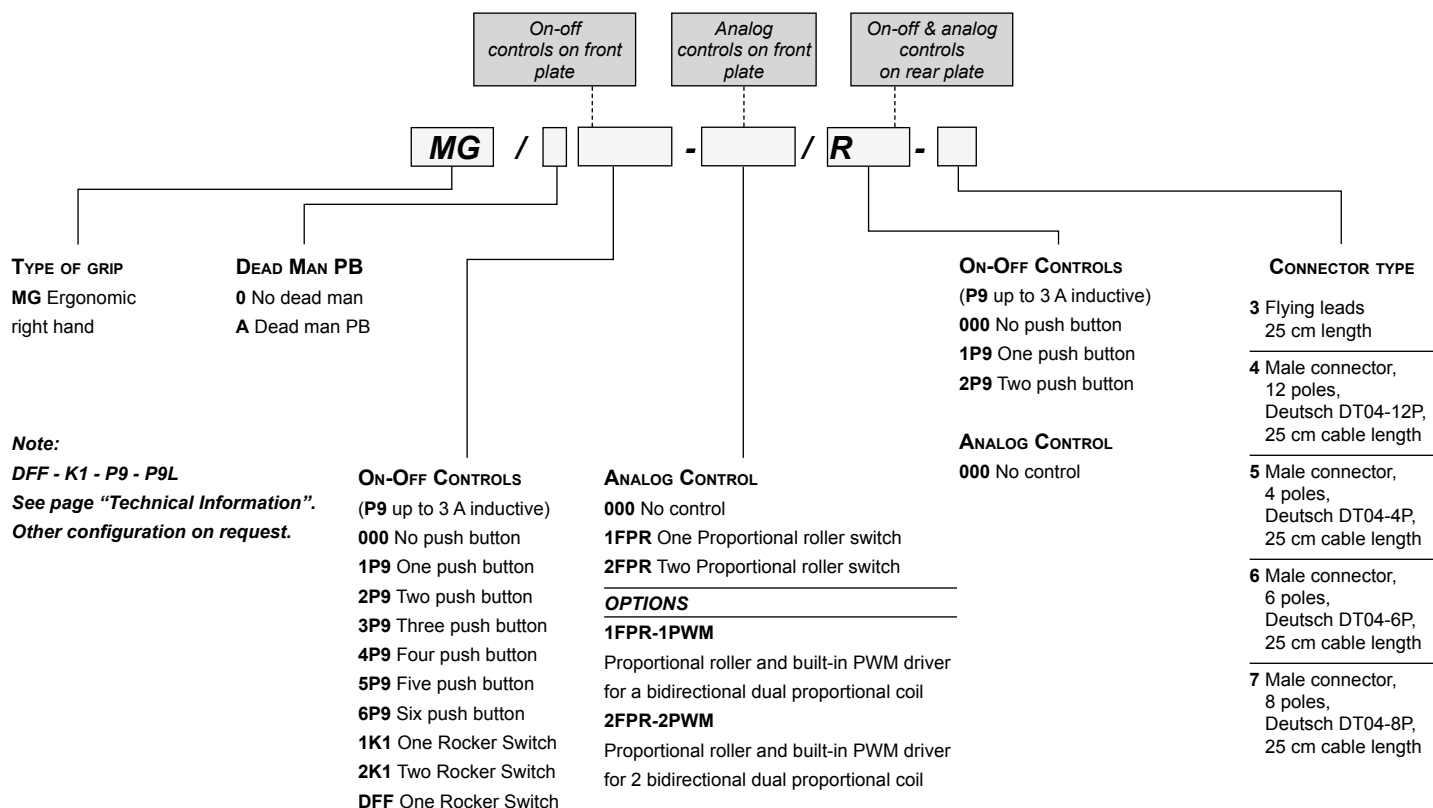 On-off
controls on front
plate
Analog
controls on front
plate
On-off & analog
controls
on rear plate
MG / - / R -
TYPE OF GRIP
MG Ergonomic
right hand
DEAD MAN PB
0 No dead man
A Dead man PB
Note:
DFF - K1 - P9 - P9L
See page “Technical Information”.
Other configuration on request.
ON-OFF CONTROLS
(P9 up to 3 A inductive)
000 No push button
1P9 One push button
2P9 Two push button
3P9 Three push button
4P9 Four push button
5P9 Five push button
6P9 Six push button
1K1 One Rocker Switch
2K1 Two Rocker Switch
DFF One Rocker Switch
ANALOG CONTROL
000 No control
1FPR One Proportional roller switch
2FPR Two Proportional roller switch
OPTIONS
1FPR-1PWM
Proportional roller and built-in PWM driver
for a bidirectional dual proportional coil
2FPR-2PWM
Proportional roller and built-in PWM driver
for 2 bidirectional dual proportional coil
ON-OFF CONTROLS
(P9 up to 3 A inductive)
000 No push button
1P9 One push button
2P9 Two push button
ANALOG CONTROL
000 No control
CONNECTOR TYPE
3 Flying leads
25 cm length
4 Male connector,
12 poles,
Deutsch DT04-12P,
25 cm cable length
5 Male connector,
4 poles,
Deutsch DT04-4P,
25 cm cable length
6 Male connector,
6 poles,
Deutsch DT04-6P,
25 cm cable length
7 Male connector,
8 poles,
Deutsch DT04-8P,
25 cm cable length